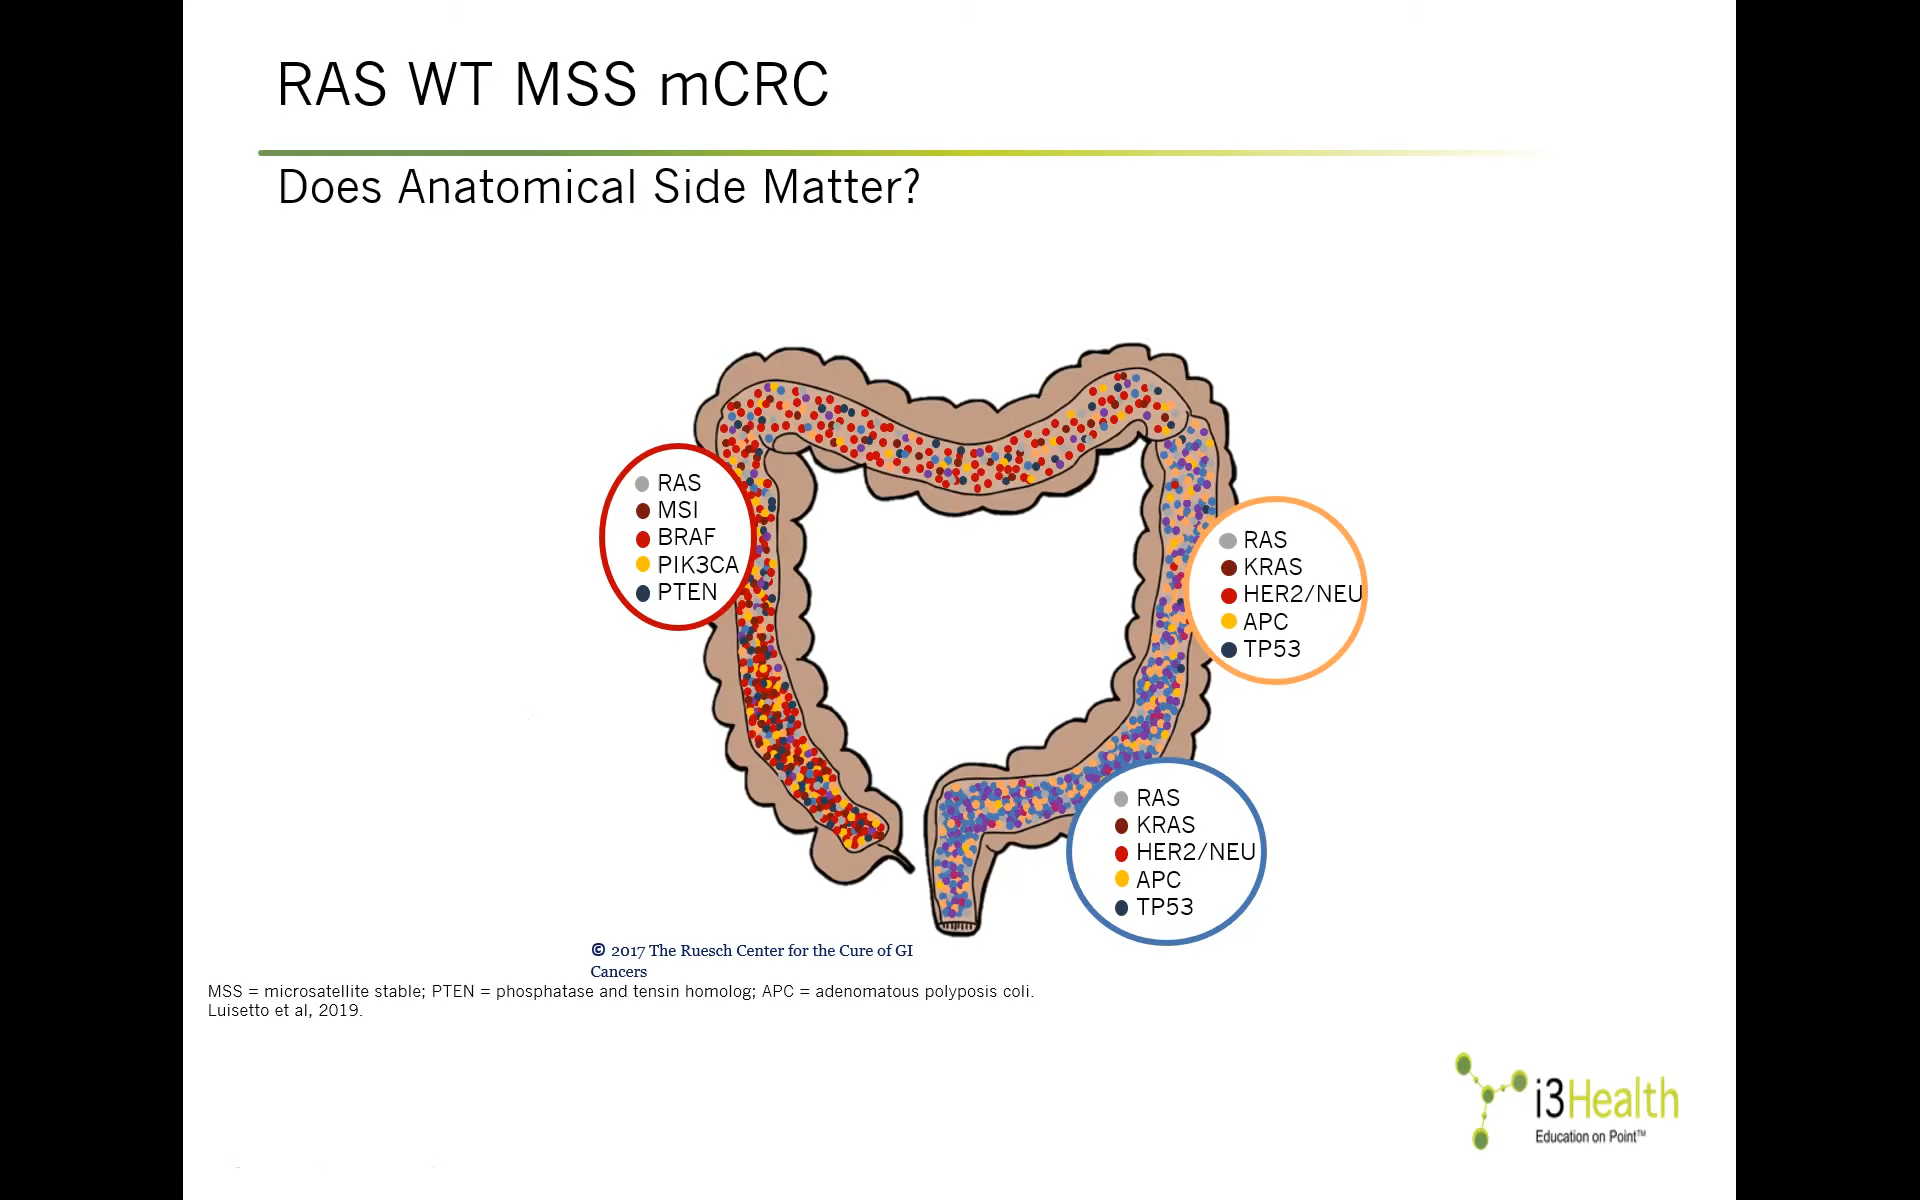 RAS WT MSS mCRC
Does Anatomical Side Matter?
RAS
MSI
BRAF
PIK3CA
PTEN
RAS
KRAS
HER2/NEU
APC
TP53
RAS
KRAS
HER2/NEU
APC
TP53
© 2017 The Ruesch Center for the Cure of GI
Cancers
MSS = microsatellite stable; PTEN = phosphatase and tensin homolog; APC = adenomatous polyposis coli.
Luisetto et al, 2019.
i3Health
Education on Point™